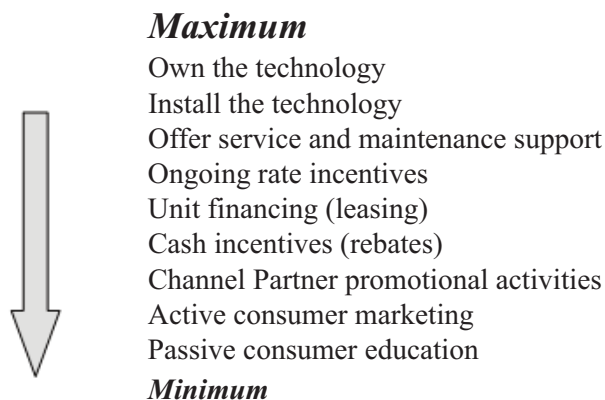 Maximum
Own the technology
Install the technology
Offer service and maintenance support
Ongoing rate incentives
Unit financing (leasing)
Cash incentives (rebates)
Channel Partner promotional activities
Active consumer marketing
Passive consumer education
Minimum